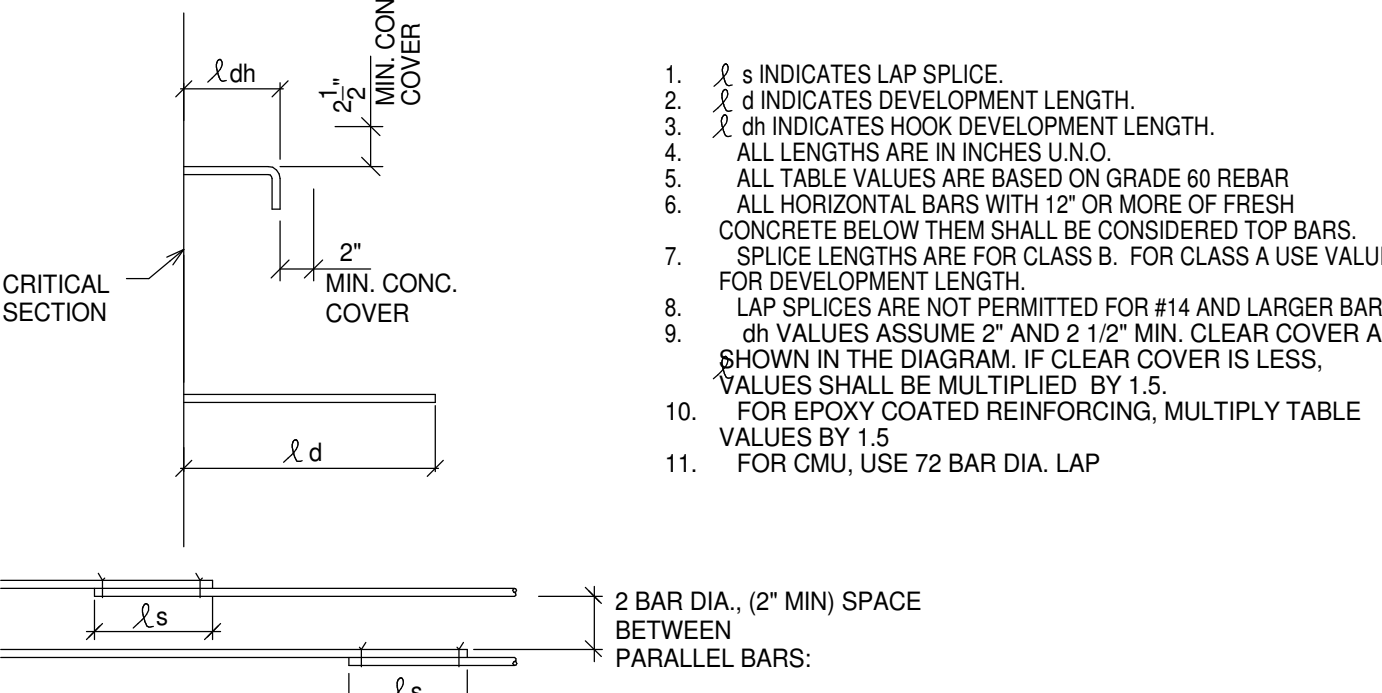 ℓ dh
2 1/2"
MIN. CON
COVER
CRITICAL
SECTION
2"
MIN. CONC.
COVER
ℓ d
ℓ s
ℓ s
2 BAR DIA., (2" MIN) SPACE
BETWEEN
PARALLEL BARS:
1. ℓ s INDICATES LAP SPLICE.
2. ℓ d INDICATES DEVELOPMENT LENGTH.
3. ℓ dh INDICATES HOOK DEVELOPMENT LENGTH.
4. ALL LENGTHS ARE IN INCHES U.N.O.
5. ALL TABLE VALUES ARE BASED ON GRADE 60 REBAR
6. ALL HORIZONTAL BARS WITH 12" OR MORE OF FRESH
CONCRETE BELOW THEM SHALL BE CONSIDERED TOP BARS.
7. SPLICE LENGTHS ARE FOR CLASS B. FOR CLASS A USE VALU
FOR DEVELOPMENT LENGTH.
8. LAP SPLICES ARE NOT PERMITTED FOR #14 AND LARGER BAR
9. dh VALUES ASSUME 2" AND 2 1/2" MIN. CLEAR COVER A
SHOWN IN THE DIAGRAM. IF CLEAR COVER IS LESS,
ℓ
VALUES SHALL BE MULTIPLIED BY 1.5.
10. FOR EPOXY COATED REINFORCING, MULTIPLY TABLE
VALUES BY 1.5
11. FOR CMU, USE 72 BAR DIA. LAP